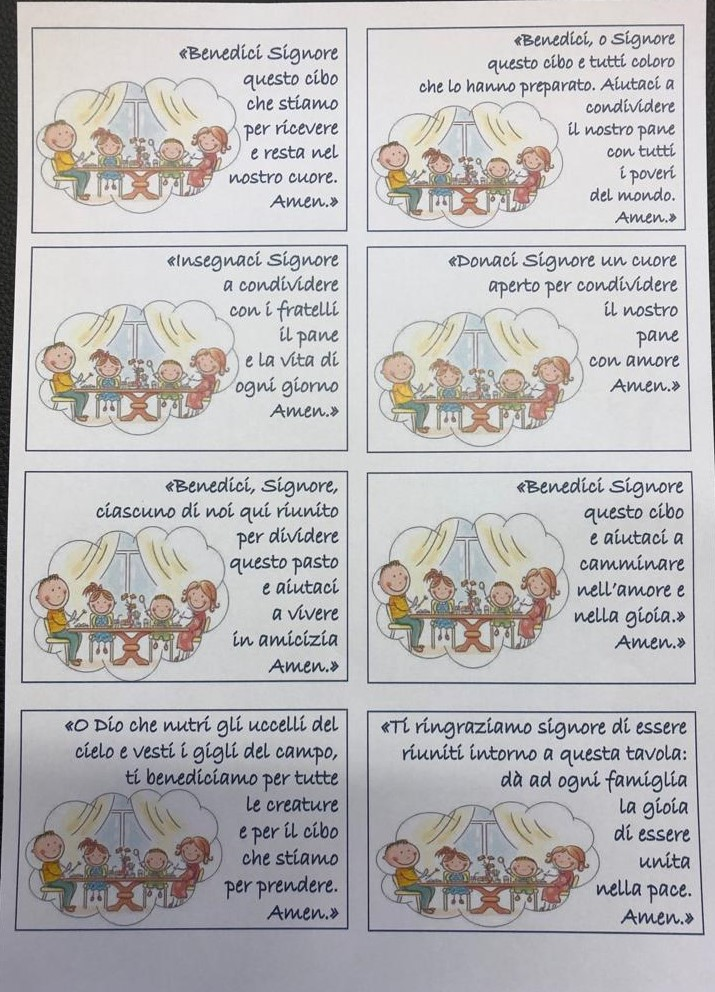 «Benedici Signore
questo cibo
che stiamo
per ricevere
e resta nel
nostro cuore.
Amen.»
«Benedici, o Signore
questo cibo e tutti coloro
che lo hanno preparato. Aiutaci a
condividere
il nostro pane
con tutti
i poveri
del mondo.
Amen.»
«Insegnaci Signore
a condividere
con i fratelli
il pane
e la vita di
ogni giorno
Amen.»
«Donaci Signore un cuore
aperto per condividere
il nostro
pane
con amore
Amen.»
«Benedici, Signore,
ciascuno di noi qui riunito
per dividere
questo pasto
e aiutaci
a vivere
in amicizia
Amen.»
«Benedici Signore
questo cibo
e aiutaci a
camminare
nell'amore e
nella gioia.»
Amen.»
«O Dio che nutri gli uccelli del
cielo e vesti i gigli del campo,
ti benediciamo per tutte
le creature
e per il cibo
che stiamo
per prendere.
Amen.»
«Ti ringraziamo signore di essere
riuniti intorno a questa tavola:
dà ad ogni famiglia
la gioia
di essere
unita
nella pace.
Amen.»